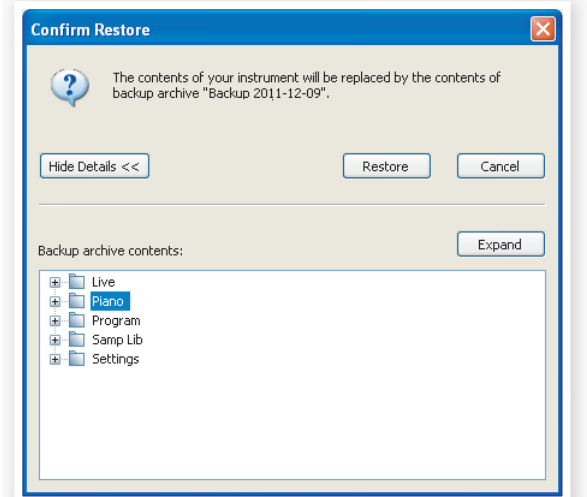 Confirm Restore
The contents of your instrument will be replaced by the contents of
backup archive "Backup 2011-12-09".
Hide Details <<
Restore
Cancel
Expand
Backup archive contents:
Live
Piano
Program
Samp Lib
Settings